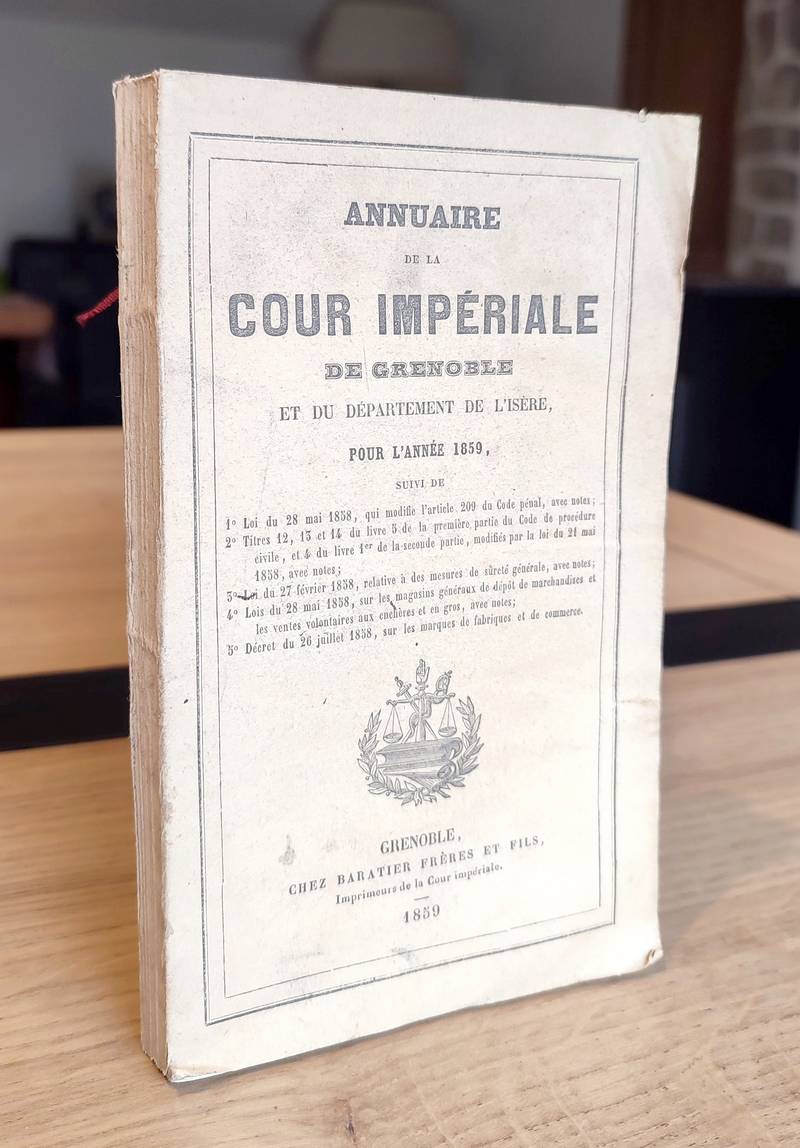 ANNUAIRE
DE LA
COUR IMPÉRIALE
DE GRENOBLE
ET DU DÉPARTEMENT DE L'ISÈRE,
POUR L'ANNÉE 1859,
SUIVI DE
1º Loi du 28 mai 1858, qui modifie l'article 209 du Code pénal, avec notes;
2º Titres 12, 13 et 14 du livre 5 de la première partie du Code de procédure
civile, et 4 du livre 1er de la seconde partie, modifiés par la loi du 21 mai
1858, avec notes;
3º Loi du 27 février 1858, relative à des mesures de sûreté générale, avec notes;
4º Lois du 28 mai 1858, sur les magasins généraux de dépôt de marchandises et
les ventes volontaires aux enchères et en gros, avec notes;
5º Décret du 26 juillet 1858, sur les marques de fabriques et de commerce.
GRENOBLE,
CHEZ BARATIER FRÈRES ET FILS,
Imprimeurs de la Cour impériale.
1859